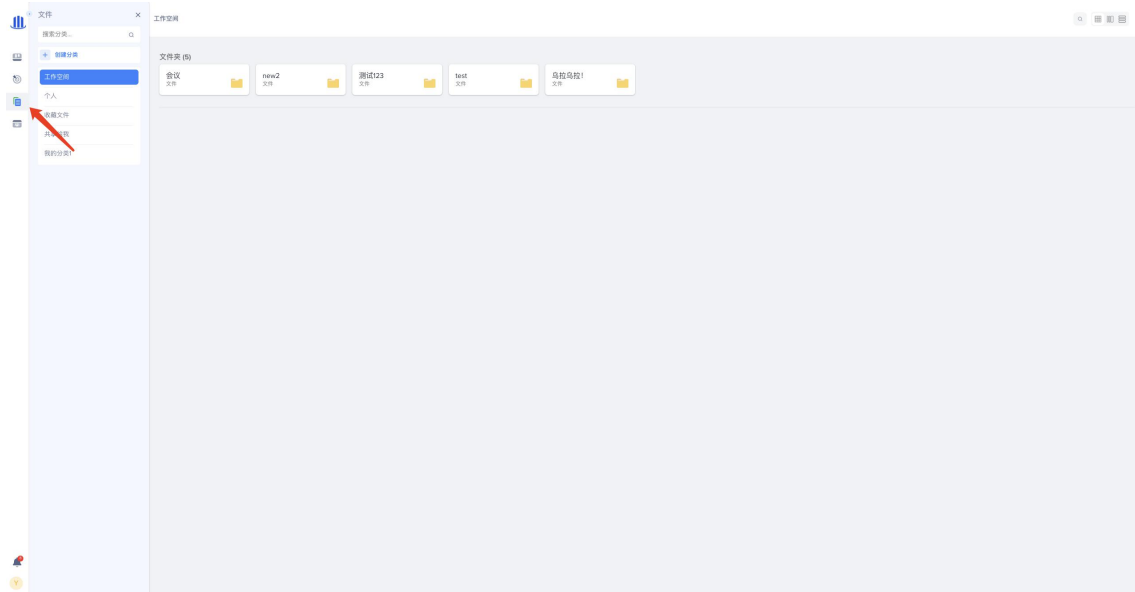 文件
搜索分类...
创建分类
工作空间
个人
收藏文件
我的分类1
工作空间
文件夹 (5)
会议
文件
new2
文件
测试123
文件
test
文件
乌拉乌拉！
文件